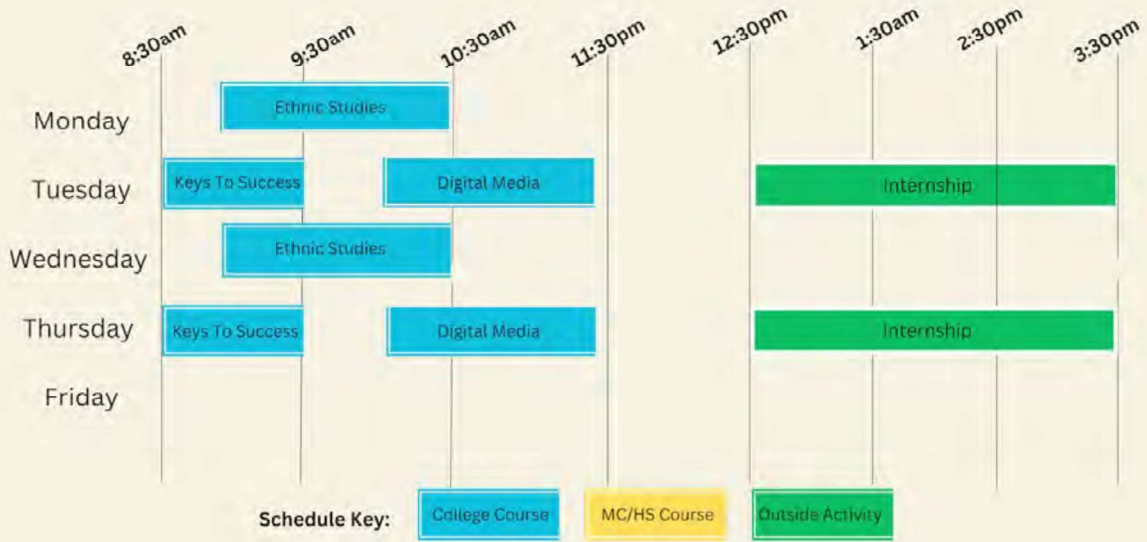 8:30am
9:30am
10:30am
11:30pm
12:30pm
1:30am
2:30pm
3:30pm
Monday
Ethnic Studies
Tuesday
Keys To Success
Digital Media
Internship
Wednesday
Ethnic Studies
Thursday
Keys To Success
Digital Media
Internship
Friday
Schedule Key:
College Course
MC/HS Course
Outside Activity